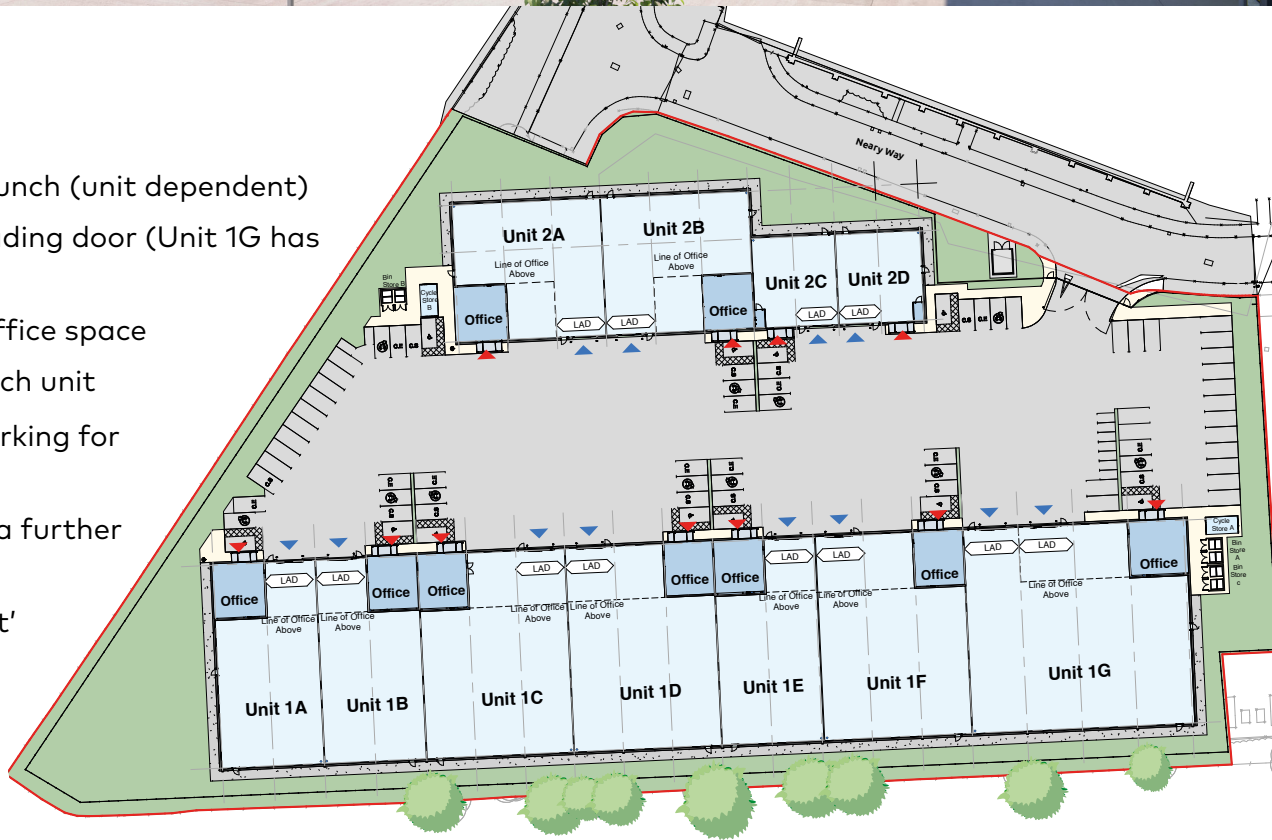 unch (unit dependent)
ding door (Unit 1G has
ffice space
ch unit
rking for
a further
t'
Neary Way
Unit 2A
Unit 2B
Line of Office
Above
Line of Office
Above
Unit 2C
Unit 2D
Bin
Store B
Cycle
Store
B
Office
Office
LAD
LAD
LAD
LAD
Office
Office
Office
Office
Office
Office
Office
LAD
LAD
LAD
LAD
LAD
LAD
LAD
LAD
Line of Office
Above
Line of Office
Above
Line of Office
Above
Line of Office
Above
Line of Office
Above
Line of Office
Above
Line of Office
Above
Unit 1A
Unit 1B
Unit 1C
Unit 1D
Unit 1E
Unit 1F
Unit 1G
Cycle
Store A
Bin
Store
A
Bin
Store
c